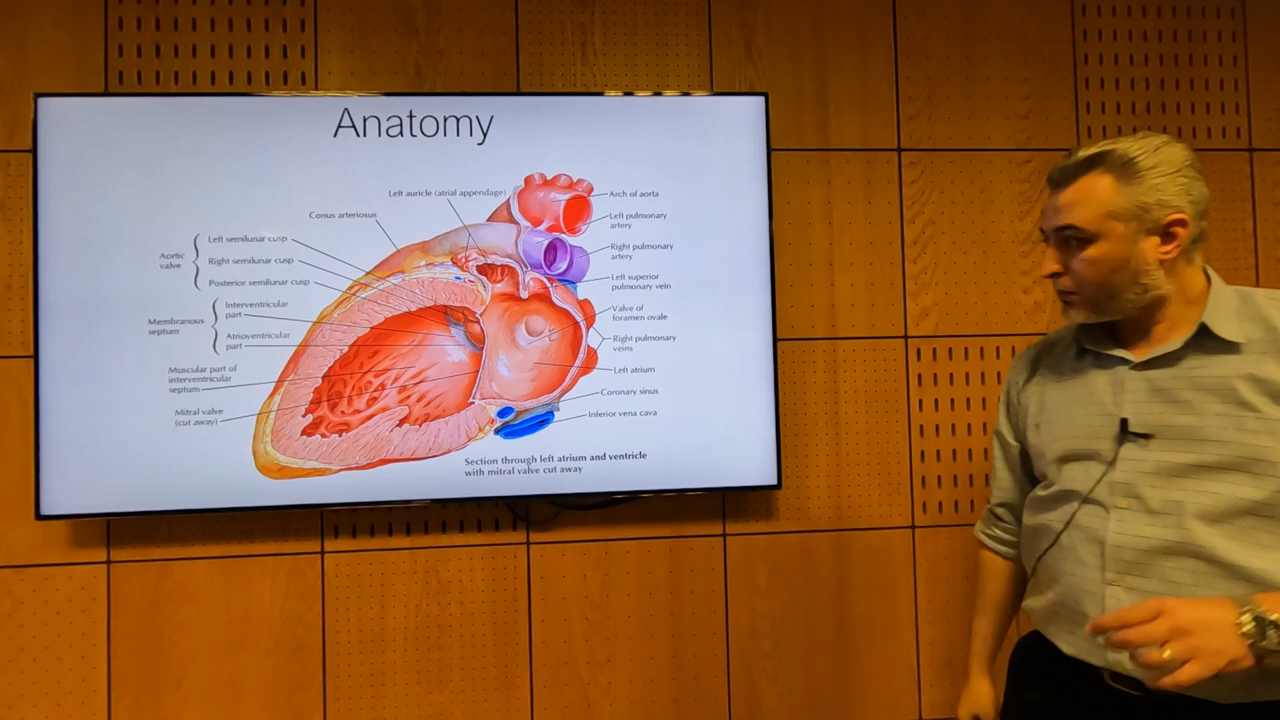 Anatomy
Left auricle (atrial appendage)
Conus arteriosus
Aortic
valve
Left semilunar cusp
Right semilunar cusp
Posterior semilunar cusp
Membranous
septum
Interventricular
part
Atrioventricular
part
Muscular part of
interventricular
septum
Mitral valve
(cut away)
Arch of aorta
Left pulmonary
artery
Right pulmonary
artery
Left superior
pulmonary vein
Valve of
foramen ovale
Right pulmonary
veins
Left atrium
Coronary sinus
Inferior vena cava
Section through left atrium and ventricle
with mitral valve cut away